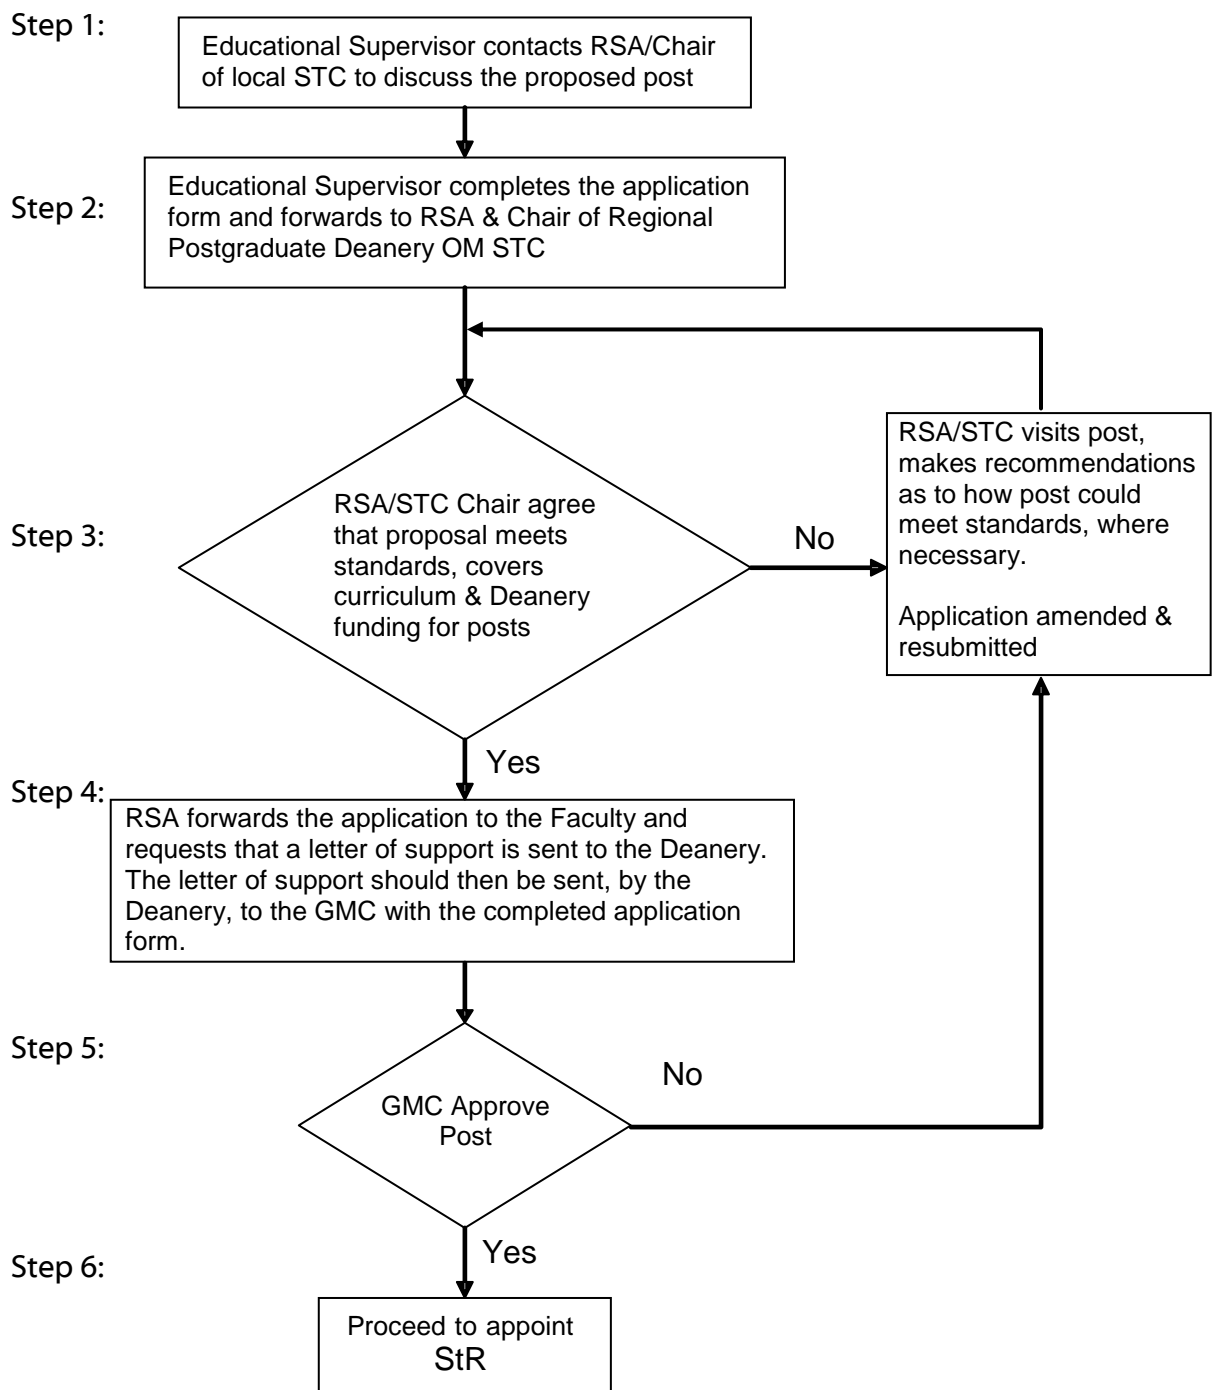 Step 1:
Educational Supervisor contacts RSA/Chair
of local STC to discuss the proposed post
Step 2:
Educational Supervisor completes the application
form and forwards to RSA & Chair of Regional
Postgraduate Deanery OM STC
Step 3:
RSA/STC Chair agree
that proposal meets
standards, covers
curriculum & Deanery
funding for posts
No
RSA/STC visits post,
makes recommendations
as to how post could
meet standards, where
necessary.
Application amended &
resubmitted
Yes
Step 4:
RSA forwards the application to the Faculty and
requests that a letter of support is sent to the Deanery.
The letter of support should then be sent, by the
Deanery, to the GMC with the completed application
form.
Step 5:
GMC Approve
Post
No
Yes
Step 6:
Proceed to appoint
StR